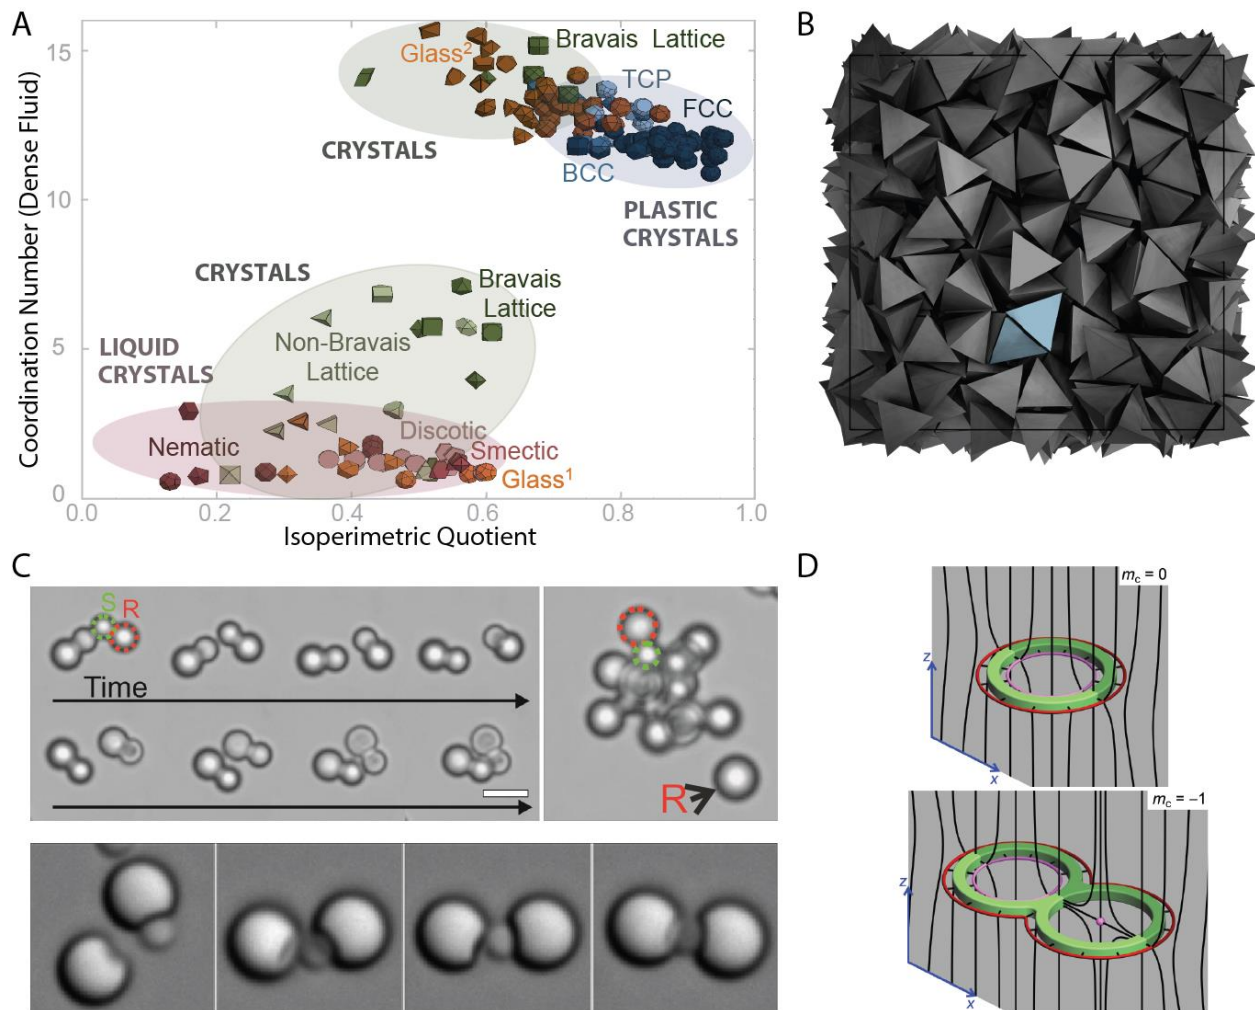 A
15
10
5
0
0.0
0.2
0.4
0.6
0.8
1.0
Coordination Number (Dense Fluid)
Isoperimetric Quotient
Glass²
Bravais Lattice
TCP
FCC
BCC
CRYSTALS
PLASTIC
CRYSTALS
CRYSTALS
Bravais
Lattice
Non-Bravais
Lattice
LIQUID
CRYSTALS
Nematic
Discotic
Smectic
Glass¹
B
C
S
R
Time
R
D
m_c = 0
z
x
m_c = −1
z
x